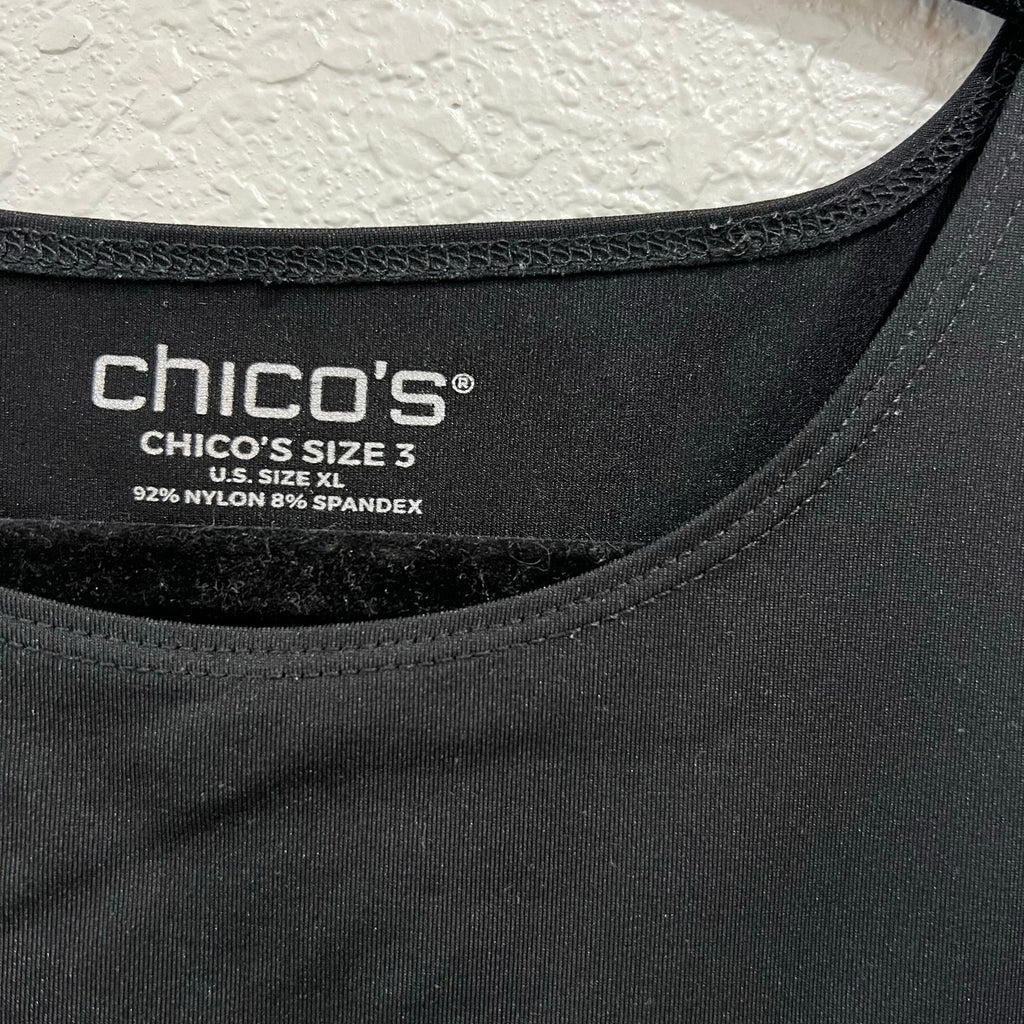 chico's®
CHICO'S SIZE 3
U.S. SIZE XL
92% NYLON 8% SPANDEX